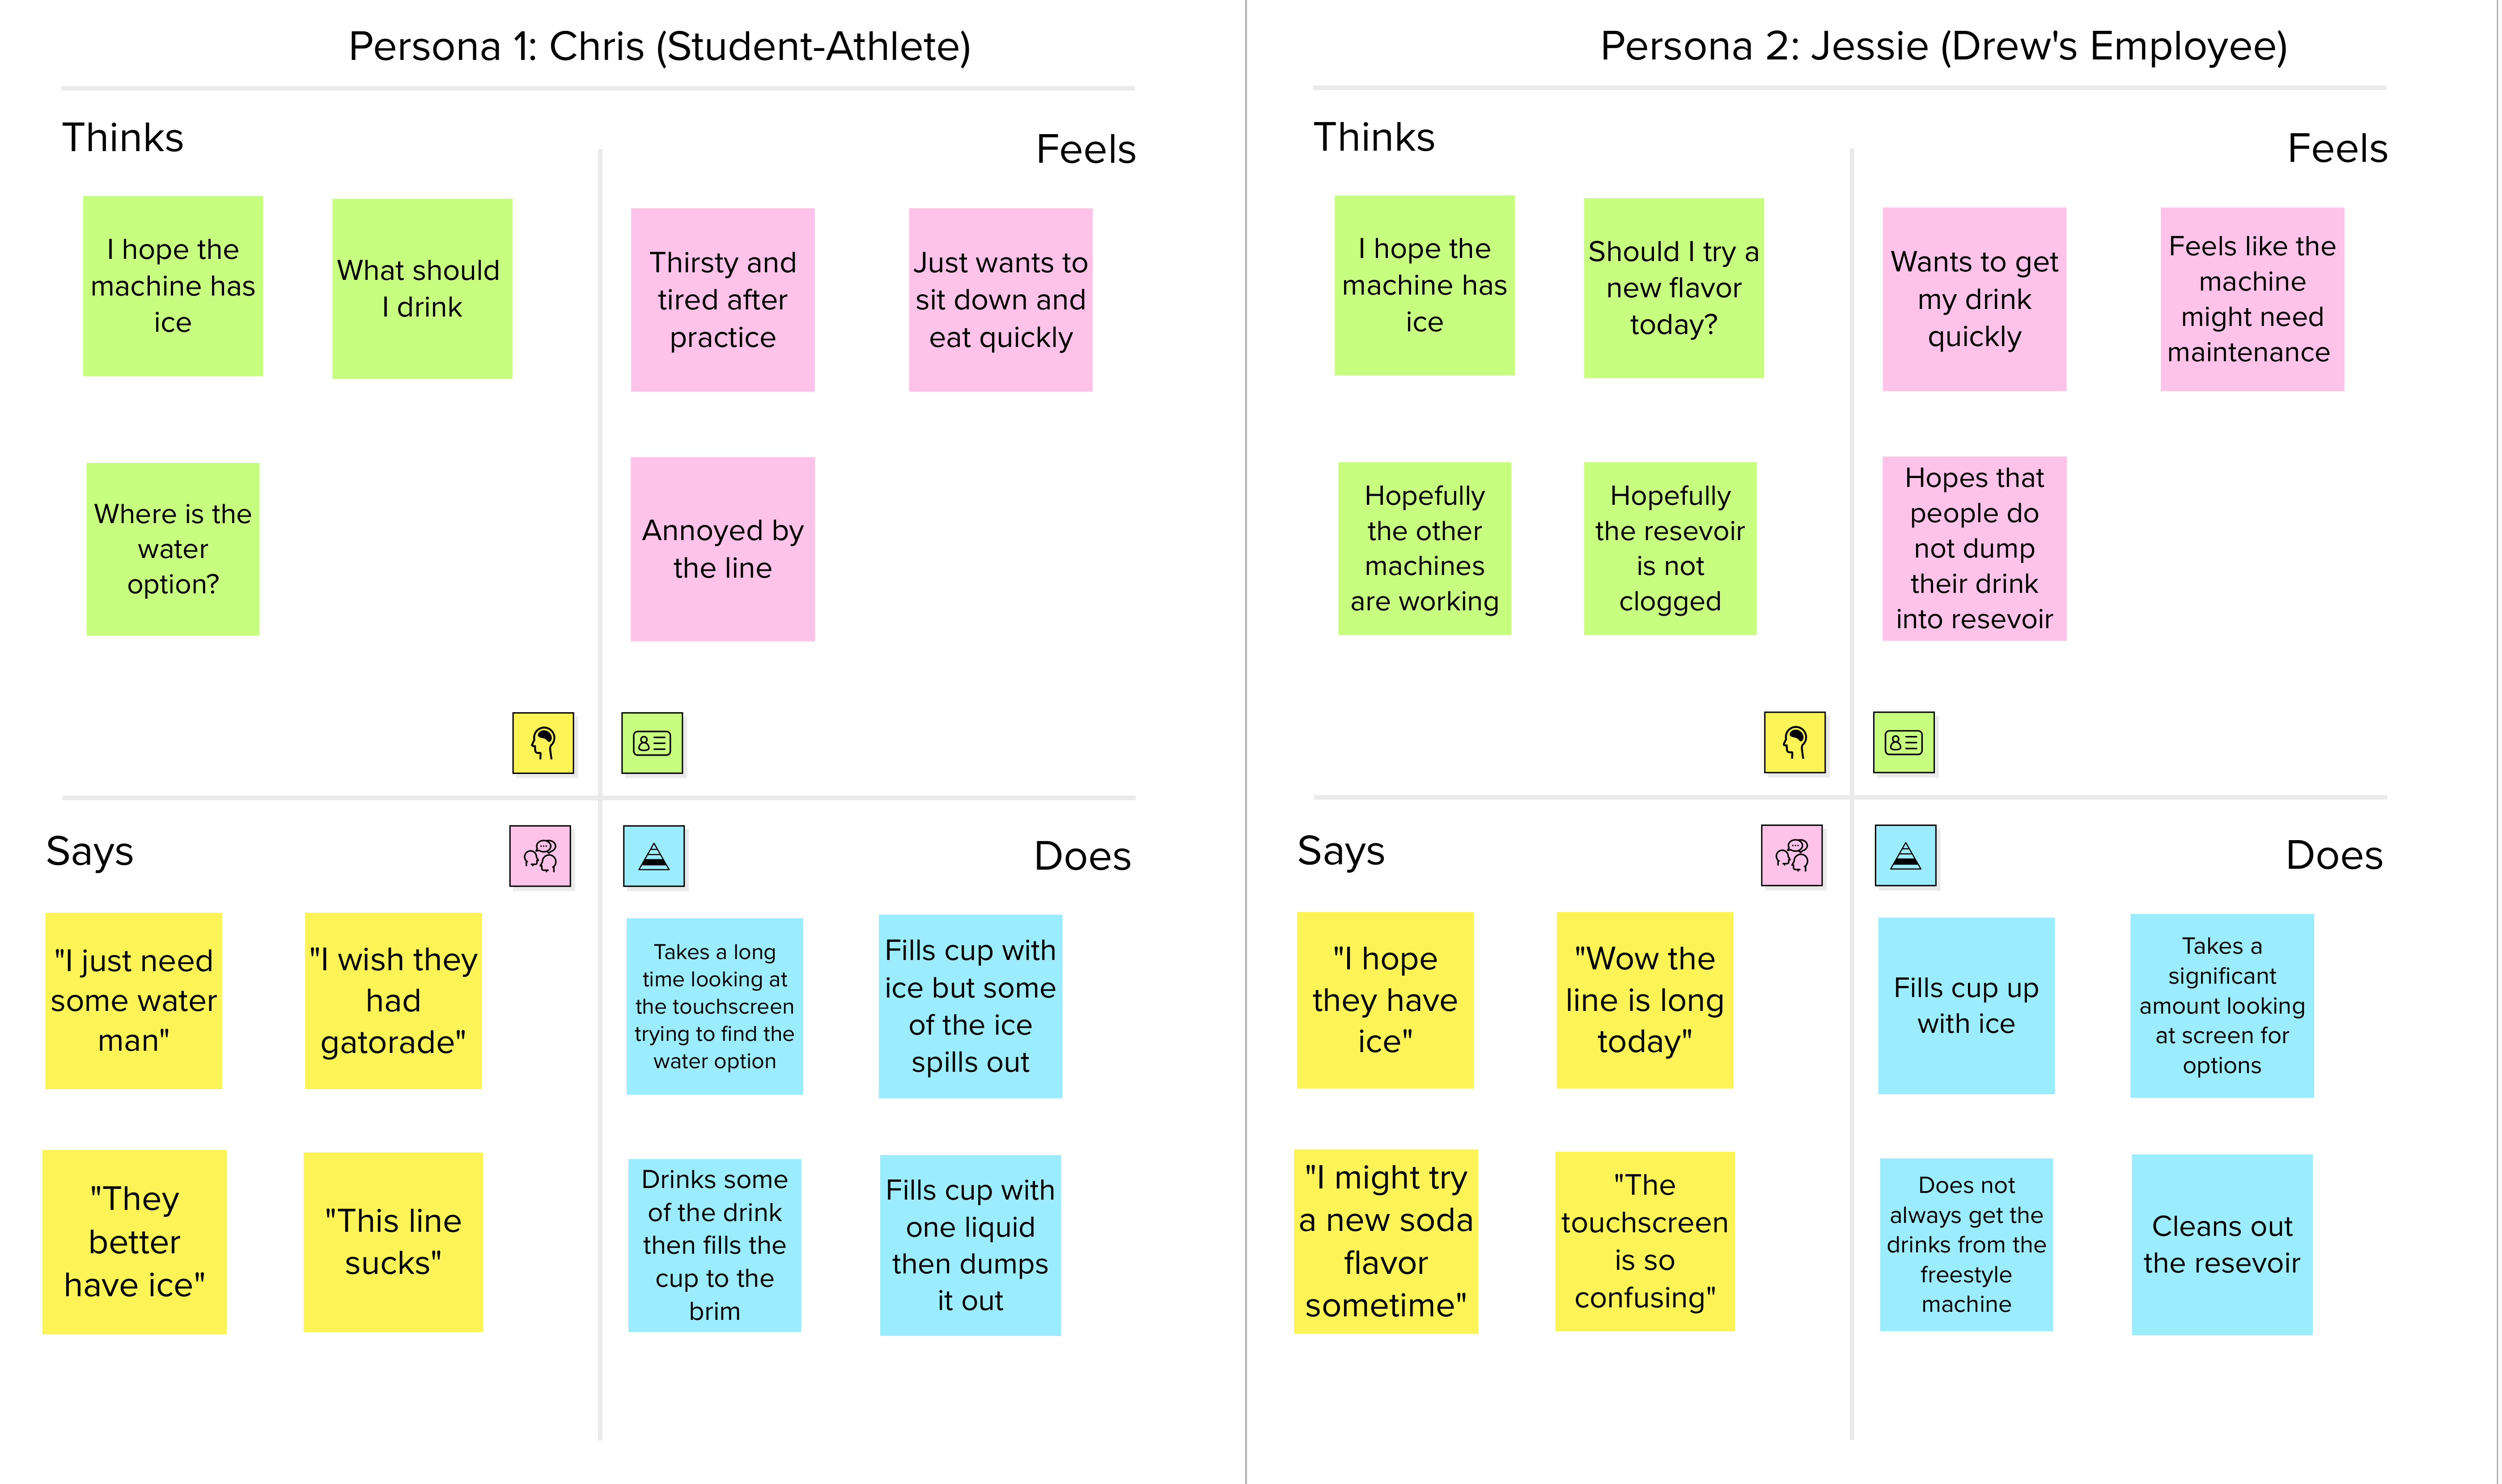 Persona 1: Chris (Student-Athlete)
Thinks
Feels
I hope the
machine has
ice
What should
I drink
Thirsty and
tired after
practice
Just wants to
sit down and
eat quickly
Where is the
water
option?
Annoyed by
the line
Says
Does
"I just need
some water
man"
"I wish they
had
gatorade"
Takes a long
time looking at
the touchscreen
trying to find the
water option
Fills cup with
ice but some
of the ice
spills out
"They
better
have ice"
"This line
sucks"
Drinks some
of the drink
then fills the
cup to the
brim
Fills cup with
one liquid
then dumps
it out
Persona 2: Jessie (Drew's Employee)
Thinks
Feels
I hope the
machine has
ice
Should I try a
new flavor
today?
Wants to get
my drink
quickly
Feels like the
machine
might need
maintenance
Hopefully
the other
machines
are working
Hopefully
the resevoir
is not
clogged
Hopes that
people do
not dump
their drink
into resevoir
Says
Does
"I hope
they have
ice"
"Wow the
line is long
today"
Fills cup up
with ice
Takes a
significant
amount looking
at screen for
options
"I might try
a new soda
flavor
sometime"
"The
touchscreen
is so
confusing"
Does not
always get the
drinks from the
freestyle
machine
Cleans out
the resevoir